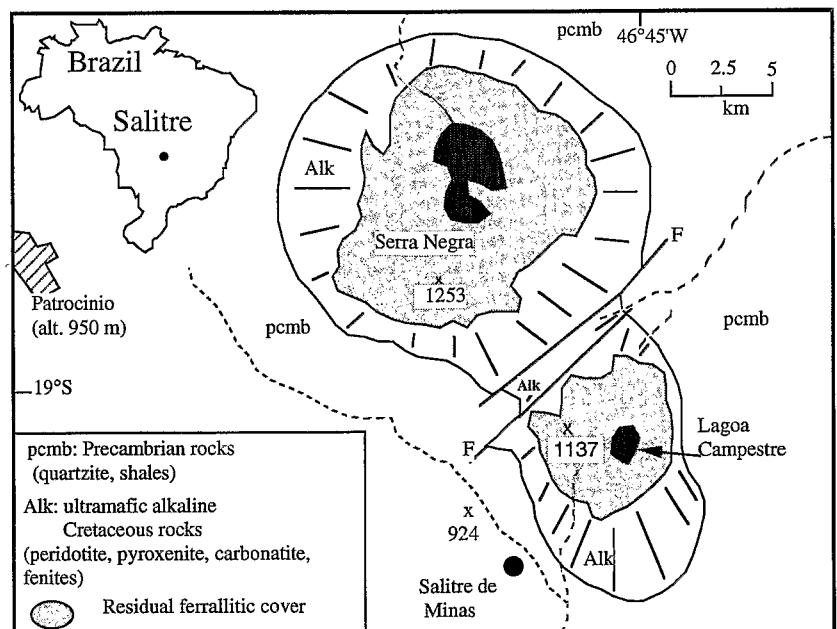 pcmb
46°45'W
0 2.5 5
km
Brazil
Salitre
Alk
F
Serra Negra
x
1253
Patrocinio
(alt. 950 m)
pcmb
pcmb
19°S
Alk
Lagoa
Campestre
X
1137
F
x
924
Alk
Salitre de
Minas
pcmb: Precambrian rocks
(quartzite, shales)
Alk: ultramafic alkaline
Cretaceous rocks
(peridotite, pyroxenite, carbonatite,
fenites)
Residual ferrallitic cover